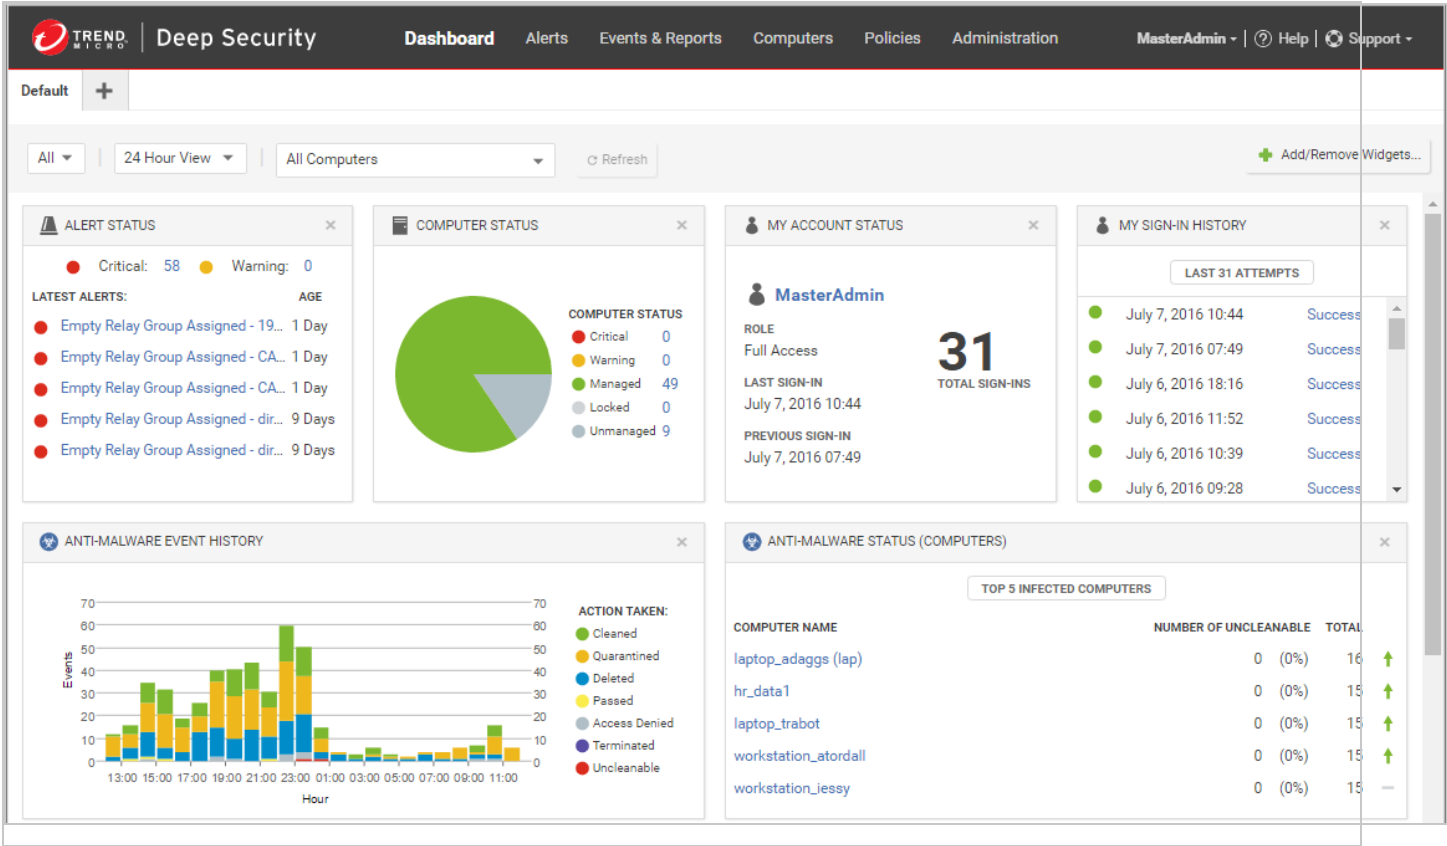 TREND MICRO Deep Security Dashboard Alerts Events & Reports Computers Policies Administration MasterAdmin Help Support
Default
All 24 Hour View All Computers Refresh Add/Remove Widgets...
ALERT STATUS
Critical: 58 Warning: 0
LATEST ALERTS: AGE
Empty Relay Group Assigned - 19... 1 Day
Empty Relay Group Assigned - CA... 1 Day
Empty Relay Group Assigned - CA... 1 Day
Empty Relay Group Assigned - dir... 9 Days
Empty Relay Group Assigned - dir... 9 Days
COMPUTER STATUS
COMPUTER STATUS
Critical 0
Warning 0
Managed 49
Locked 0
Unmanaged 9
MY ACCOUNT STATUS
MasterAdmin
ROLE
Full Access
LAST SIGN-IN
July 7, 2016 10:44
PREVIOUS SIGN-IN
July 7, 2016 07:49
31
TOTAL SIGN-INS
MY SIGN-IN HISTORY
LAST 31 ATTEMPTS
July 7, 2016 10:44 Success
July 7, 2016 07:49 Success
July 6, 2016 18:16 Success
July 6, 2016 11:52 Success
July 6, 2016 10:39 Success
July 6, 2016 09:28 Success
ANTI-MALWARE EVENT HISTORY
70 70
60 60
50 50
40 40
30 30
20 20
10 10
0 0
Events
13:00 15:00 17:00 19:00 21:00 23:00 01:00 03:00 05:00 07:00 09:00 11:00
Hour
ACTION TAKEN:
Cleaned
Quarantined
Deleted
Passed
Access Denied
Terminated
Uncleanable
ANTI-MALWARE STATUS (COMPUTERS)
TOP 5 INFECTED COMPUTERS
COMPUTER NAME NUMBER OF UNCLEANABLE TOTAL
laptop_adaggs (lap) 0 (0%) 16
hr_data1 0 (0%) 15
laptop_trabot 0 (0%) 15
workstation_atordall 0 (0%) 15
workstation_iessy 0 (0%) 15